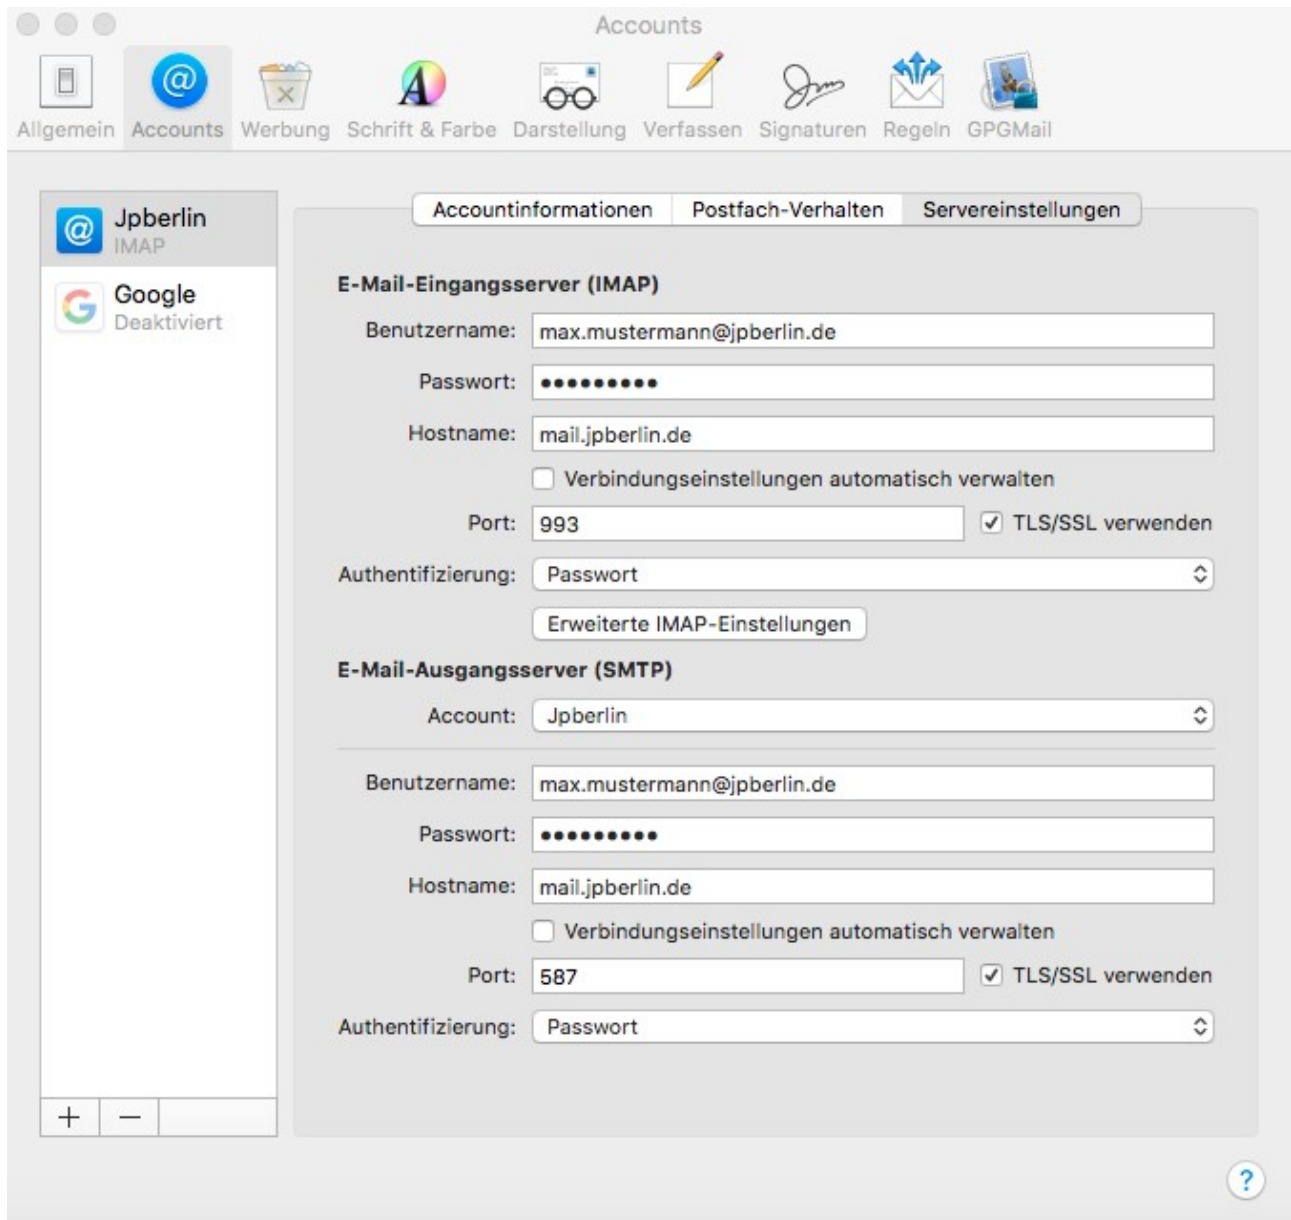 Accounts
Allgemein Accounts Werbung Schrift & Farbe Darstellung Verfassen Signaturen Regeln GPGMail
Jpberlin
IMAP
Google
Deaktiviert
Accountinformationen Postfach-Verhalten Servereinstellungen
E-Mail-Eingangsserver (IMAP)
Benutzername: max.mustermann@jpberlin.de
Passwort: •••••••••
Hostname: mail.jpberlin.de
Verbindungseinstellungen automatisch verwalten
Port: 993 TLS/SSL verwenden
Authentifizierung: Passwort
Erweiterte IMAP-Einstellungen
E-Mail-Ausgangsserver (SMTP)
Account: Jpberlin
Benutzername: max.mustermann@jpberlin.de
Passwort: •••••••••
Hostname: mail.jpberlin.de
Verbindungseinstellungen automatisch verwalten
Port: 587 TLS/SSL verwenden
Authentifizierung: Passwort
+ −
?